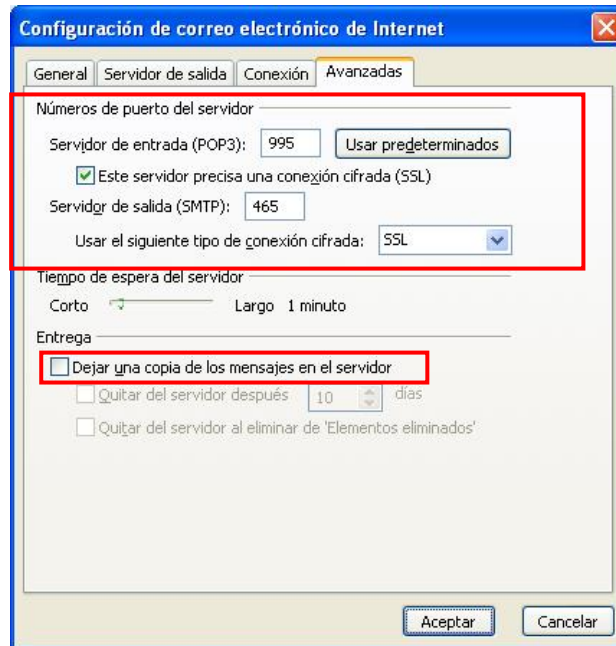 Configuración de correo electrónico de Internet
General Servidor de salida Conexión Avanzadas
Números de puerto del servidor
Servidor de entrada (POP3): 995 Usar predeterminados
Este servidor precisa una conexión cifrada (SSL)
Servidor de salida (SMTP): 465
Usar el siguiente tipo de conexión cifrada: SSL
Tiempo de espera del servidor
Corto Largo 1 minuto
Entrega
Dejar una copia de los mensajes en el servidor
Quitar del servidor después 10 días
Quitar del servidor al eliminar de 'Elementos eliminados'
Aceptar Cancelar